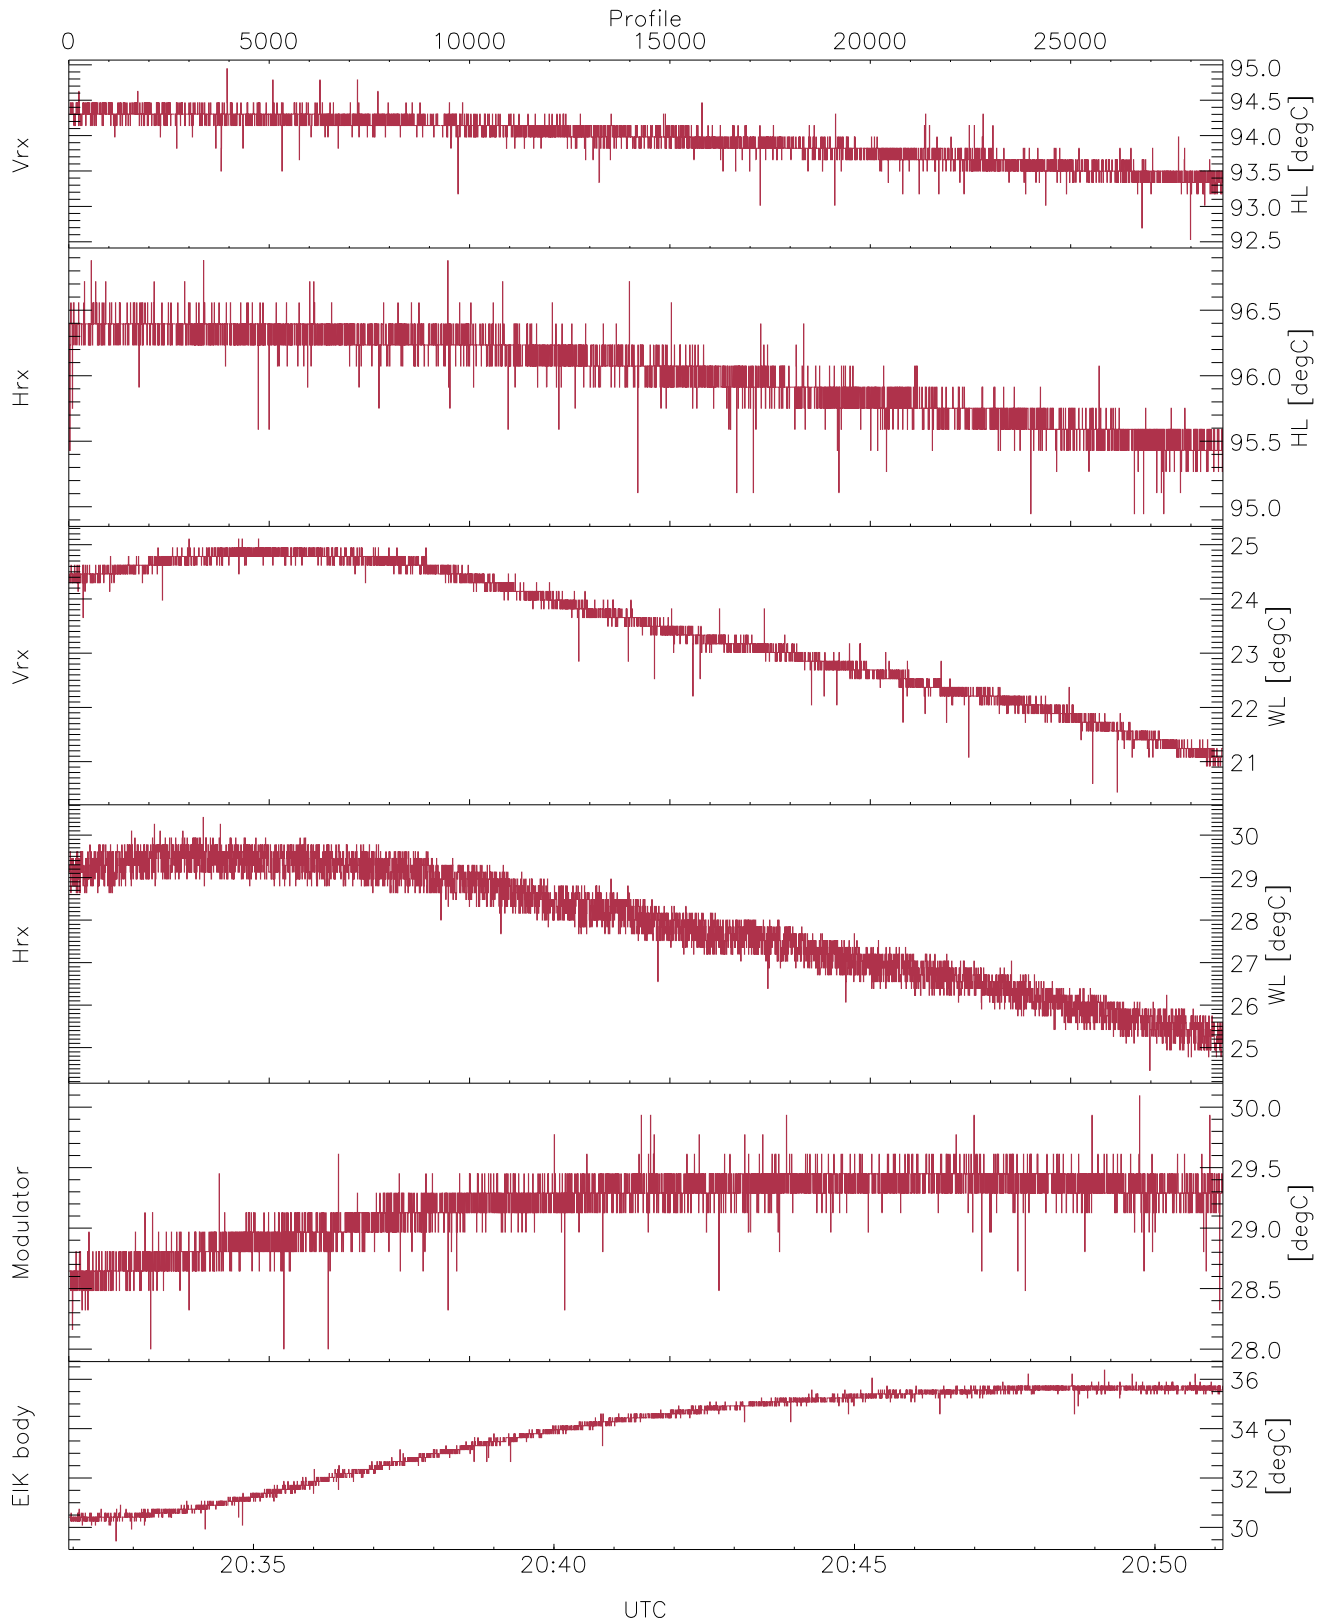 Profile
0 5000 10000 15000 20000 25000
Vrx
95.0
94.5
94.0
93.5
93.0
92.5
HL [degC]
Hrx
96.5
96.0
95.5
95.0
HL [degC]
Vrx
25
24
23
22
21
WL [degC]
Hrx
30
29
28
27
26
25
WL [degC]
Modulator
30.0
29.5
29.0
28.5
28.0
[degC]
EIK body
36
34
32
30
[degC]
20:35 20:40 20:45 20:50
UTC